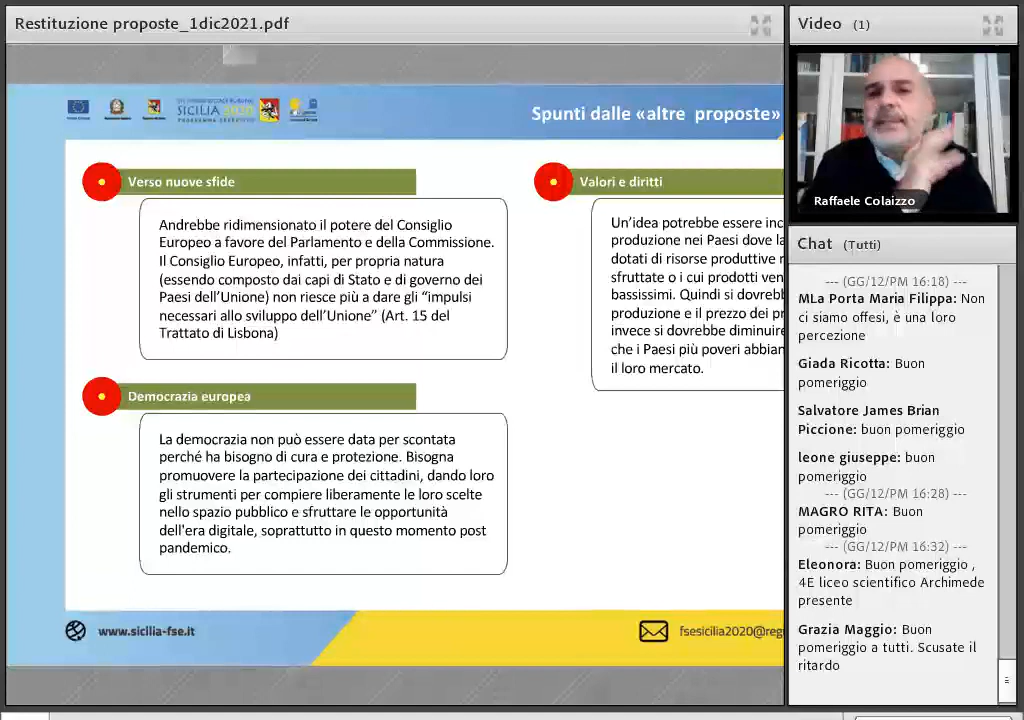 Restituzione proposte_1dic2021.pdf
SICILIA 2020
Spunti dalle «altre proposte»
Verso nuove sfide
Andrebbe ridimensionato il potere del Consiglio
Europeo a favore del Parlamento e della Commissione.
Il Consiglio Europeo, infatti, per propria natura
(essendo composto dai capi di Stato e di governo dei
Paesi dell'Unione) non riesce più a dare gli "impulsi
necessari allo sviluppo dell'Unione" (Art. 15 del
Trattato di Lisbona)
Democrazia europea
La democrazia non può essere data per scontata
perché ha bisogno di cura e protezione. Bisogna
promuovere la partecipazione dei cittadini, dando loro
gli strumenti per compiere liberamente le loro scelte
nello spazio pubblico e sfruttare le opportunità
dell'era digitale, soprattutto in questo momento post
pandemico.
Valori e diritti
Un'idea potrebbe essere inc
produzione nei Paesi dove la
dotati di risorse produttive
sfruttate o i cui prodotti ven
bassissimi. Quindi si dovreb
produzione e il prezzo dei pr
invece si dovrebbe diminuire
che i Paesi più poveri abbian
il loro mercato.
www.sicilia-fse.it
fsesicilia2020@reg
Video (1)
Raffaele Colaizzo
Chat (Tutti)
--- (GG/12/PM 16:18) ---
MLa Porta Maria Filippa: Non
ci siamo offesi, è una loro
percezione
Giada Ricotta: Buon
pomeriggio
Salvatore James Brian
Piccione: buon pomeriggio
leone giuseppe: buon
pomeriggio
--- (GG/12/PM 16:28) ---
MAGRO RITA: Buon
pomeriggio
--- (GG/12/PM 16:32) ---
Eleonora: Buon pomeriggio ,
4E liceo scientifico Archimede
presente
Grazia Maggio: Buon
pomeriggio a tutti. Scusate il
ritardo